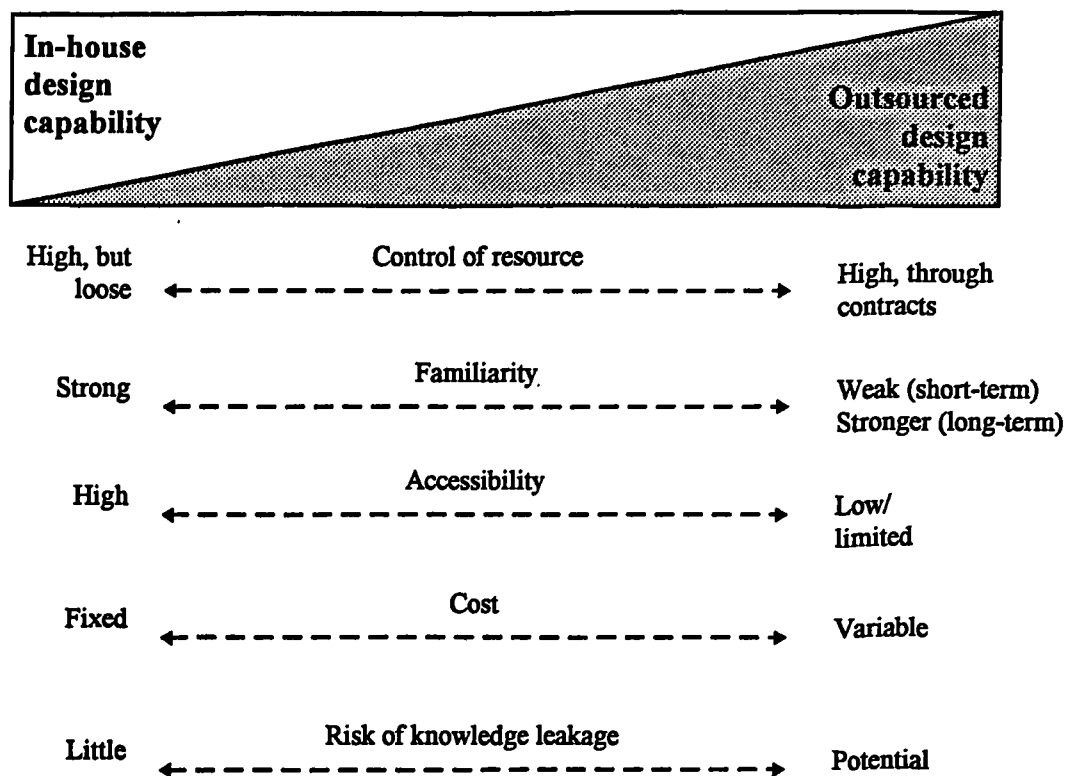 In-house
design
capability
Outsourced
design
capability
High, but
loose
Control of resource
High, through
contracts
Strong
Familiarity
Weak (short-term)
Stronger (long-term)
High
Accessibility
Low/
limited
Fixed
Cost
Variable
Little
Risk of knowledge leakage
Potential